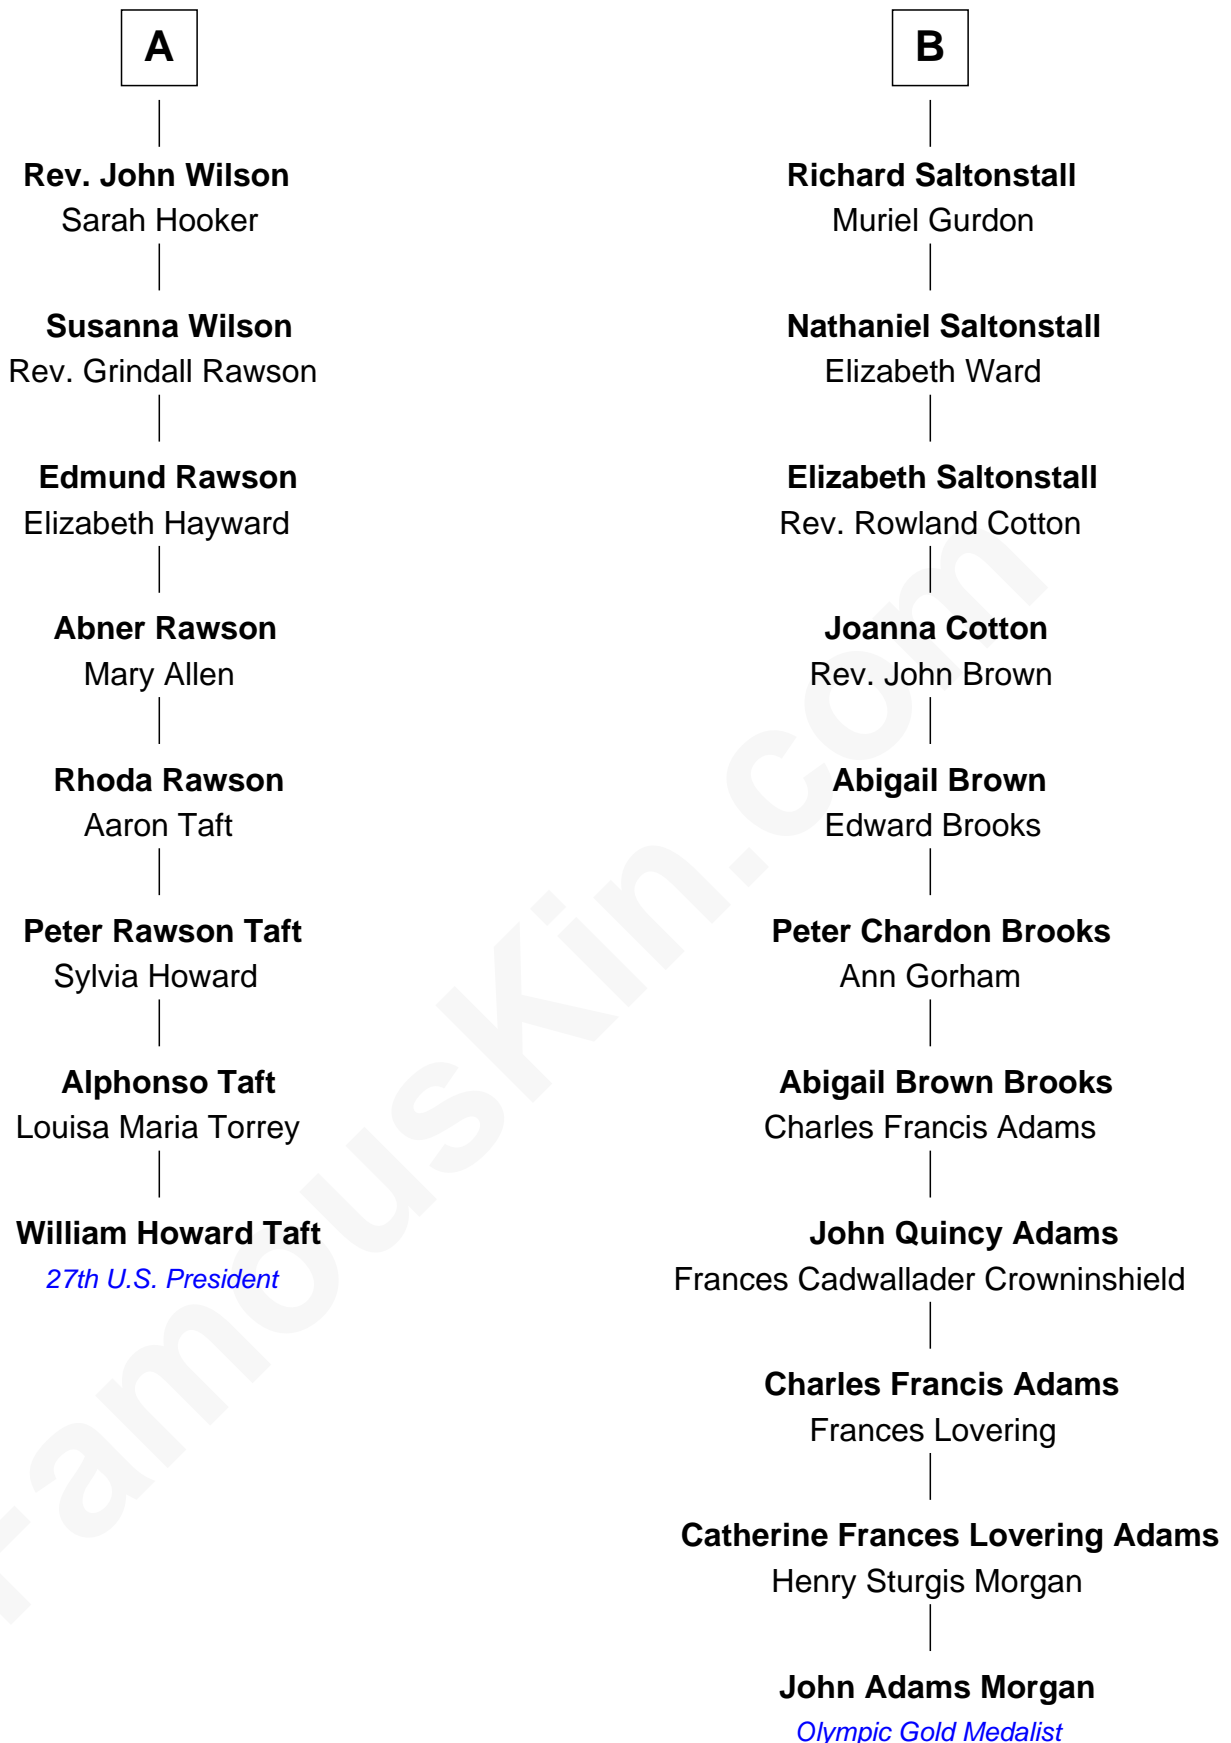 A
Rev. John Wilson
Sarah Hooker
Susanna Wilson
Rev. Grindall Rawson
Edmund Rawson
Elizabeth Hayward
Abner Rawson
Mary Allen
Rhoda Rawson
Aaron Taft
Peter Rawson Taft
Sylvia Howard
Alphonso Taft
Louisa Maria Torrey
William Howard Taft
27th U.S. President
B
Richard Saltonstall
Muriel Gurdon
Nathaniel Saltonstall
Elizabeth Ward
Elizabeth Saltonstall
Rev. Rowland Cotton
Joanna Cotton
Rev. John Brown
Abigail Brown
Edward Brooks
Peter Chardon Brooks
Ann Gorham
Abigail Brown Brooks
Charles Francis Adams
John Quincy Adams
Frances Cadwallader Crowninshield
Charles Francis Adams
Frances Lovering
Catherine Frances Lovering Adams
Henry Sturgis Morgan
John Adams Morgan
Olympic Gold Medalist
FamousKin.com